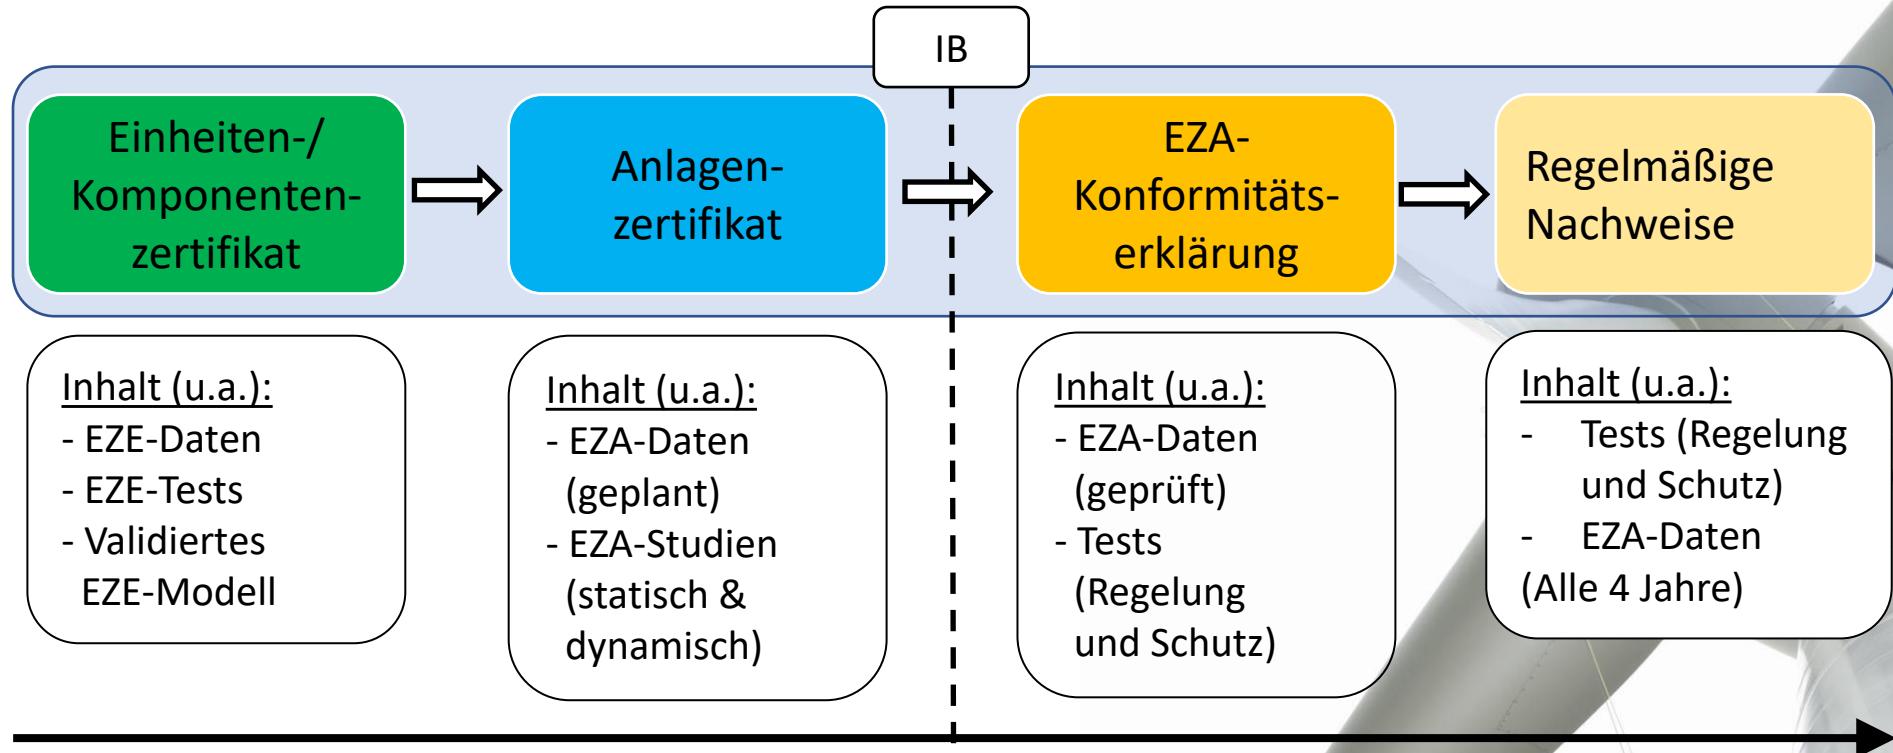 IB
Einheiten-/
Komponenten-
zertifikat
Anlagen-
zertifikat
EZA-
Konformitäts-
erklärung
Regelmäßige
Nachweise
Inhalt (u.a.):
- EZE-Daten
- EZE-Tests
- Validiertes
EZE-Modell
Inhalt (u.a.):
- EZA-Daten
(geplant)
- EZA-Studien
(statisch &
dynamisch)
Inhalt (u.a.):
- EZA-Daten
(geprüft)
- Tests
(Regelung
und Schutz)
Inhalt (u.a.):
- Tests (Regelung
und Schutz)
- EZA-Daten
(Alle 4 Jahre)